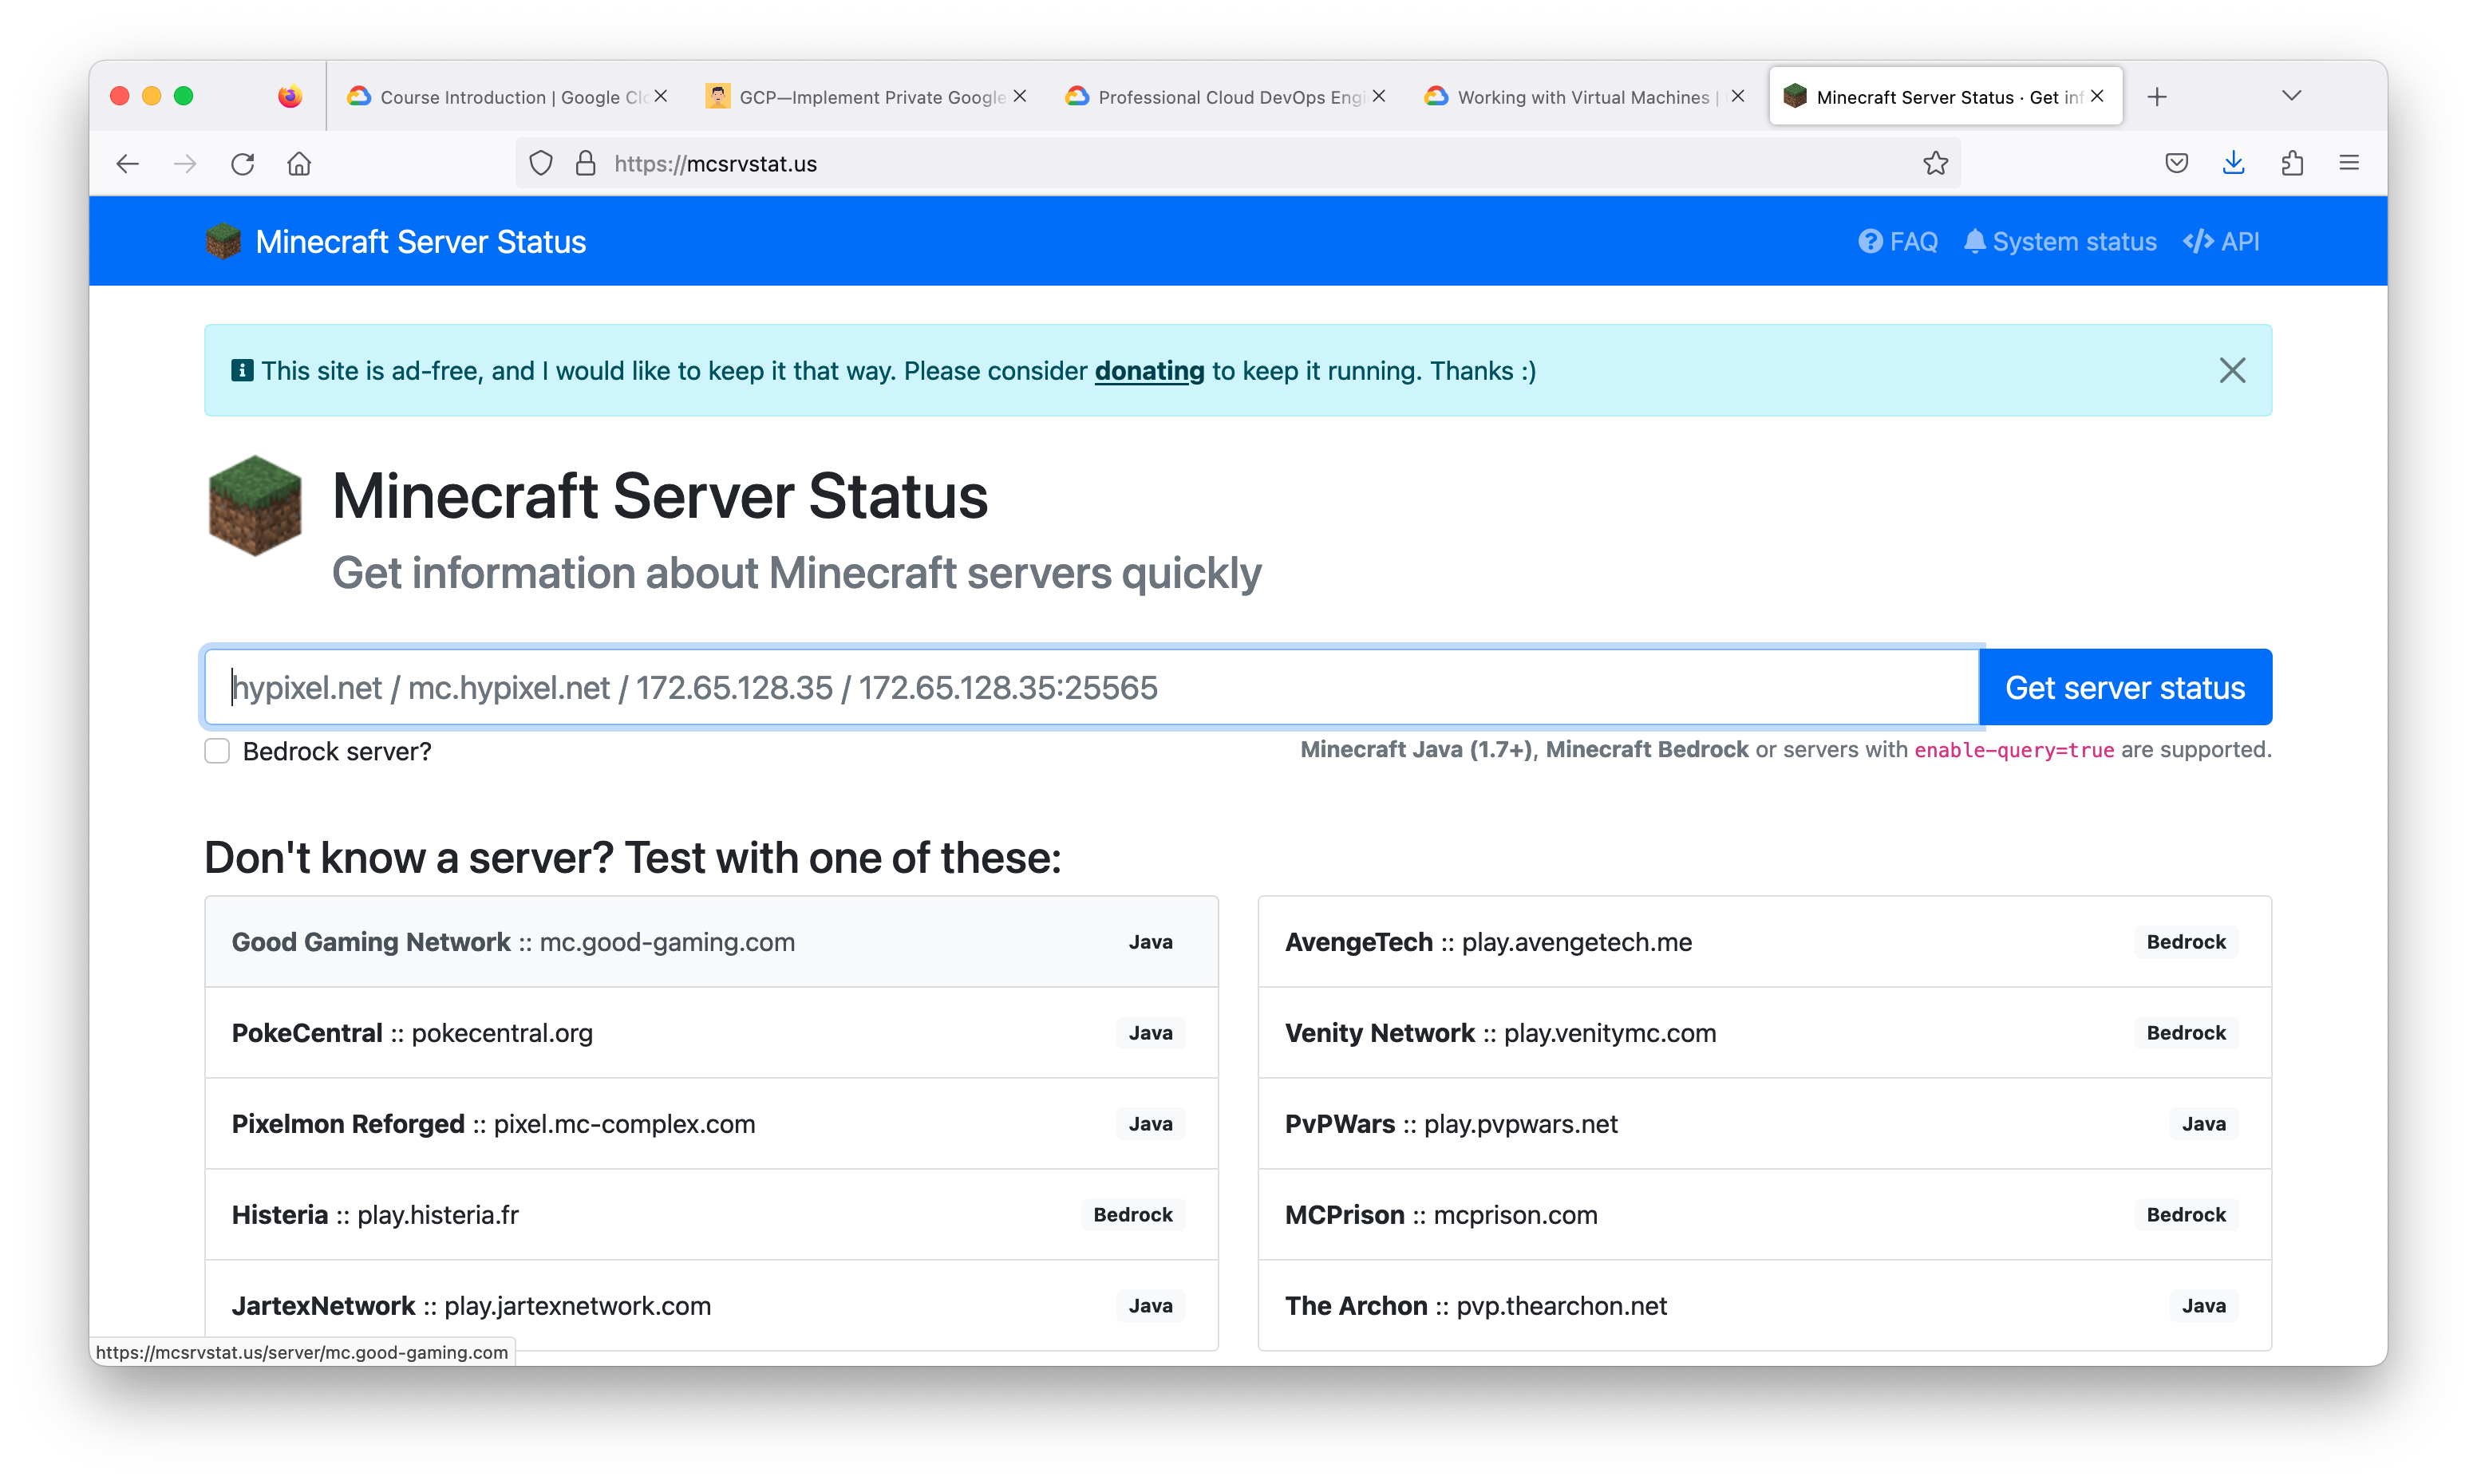 Course Introduction | Google Clo
GCP—Implement Private Google
Professional Cloud DevOps Engi
Working with Virtual Machines |
Minecraft Server Status · Get inf
https://mcsrvstat.us
Minecraft Server Status
FAQ
System status
API
This site is ad-free, and I would like to keep it that way. Please consider donating to keep it running. Thanks :)
Minecraft Server Status
Get information about Minecraft servers quickly
hypixel.net / mc.hypixel.net / 172.65.128.35 / 172.65.128.35:25565
Get server status
Bedrock server?
Minecraft Java (1.7+), Minecraft Bedrock or servers with enable-query=true are supported.
Don't know a server? Test with one of these:
Good Gaming Network :: mc.good-gaming.com Java
PokeCentral :: pokecentral.org Java
Pixelmon Reforged :: pixel.mc-complex.com Java
Histeria :: play.histeria.fr Bedrock
JartexNetwork :: play.jartexnetwork.com Java
AvengeTech :: play.avengetech.me Bedrock
Venity Network :: play.venitymc.com Bedrock
PvPWars :: play.pvpwars.net Java
MCPrison :: mcprison.com Bedrock
The Archon :: pvp.thearchon.net Java
https://mcsrvstat.us/server/mc.good-gaming.com